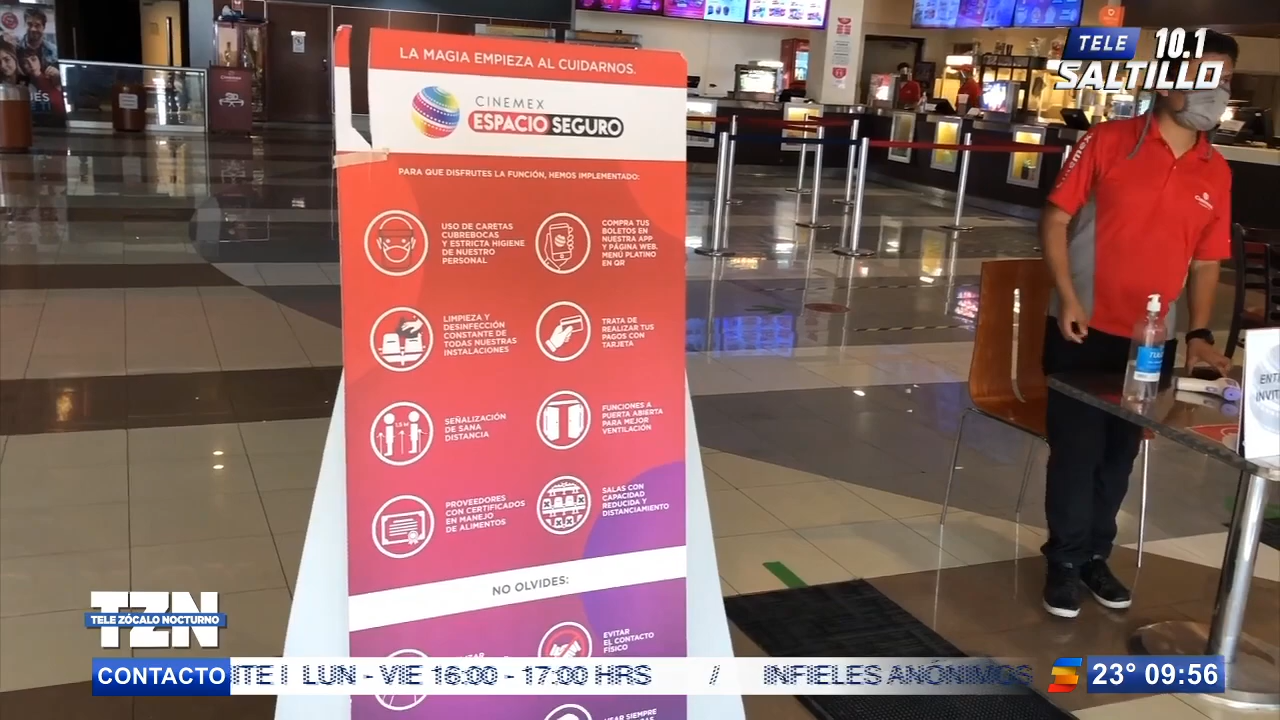 TELE 10.1
SALTILLO
LA MAGIA EMPIEZA AL CUIDARNOS.
CINEMEX
ESPACIO SEGURO
PARA QUE DISFRUTES LA FUNCIÓN, HEMOS IMPLEMENTADO:
USO DE CARETAS
CUBREBOCAS
Y ESTRICTA HIGIENE
DE NUESTRO
PERSONAL
COMPRA TUS
BOLETOS EN
NUESTRA APP
Y PÁGINA WEB.
MENÚ PLATINO
EN QR
LIMPIEZA Y
DESINFECCIÓN
CONSTANTE DE
TODAS NUESTRAS
INSTALACIONES
TRATA DE
REALIZAR TUS
PAGOS CON
TARJETA
1.5 M
SEÑALIZACIÓN
DE SANA
DISTANCIA
FUNCIONES A
PUERTA ABIERTA
PARA MEJOR
VENTILACIÓN
PROVEEDORES
CON CERTIFICADOS
EN MANEJO
DE ALIMENTOS
SALAS CON
CAPACIDAD
REDUCIDA Y
DISTANCIAMIENTO
NO OLVIDES:
EVITAR
EL CONTACTO
FÍSICO
USAR SIEMPRE
cinemex
TZN
TELE ZÓCALO NOCTURNO
CONTACTO
LUN - VIE 16:00 - 17:00 HRS / INFIELES ANÓNIMOS
23° 09:56